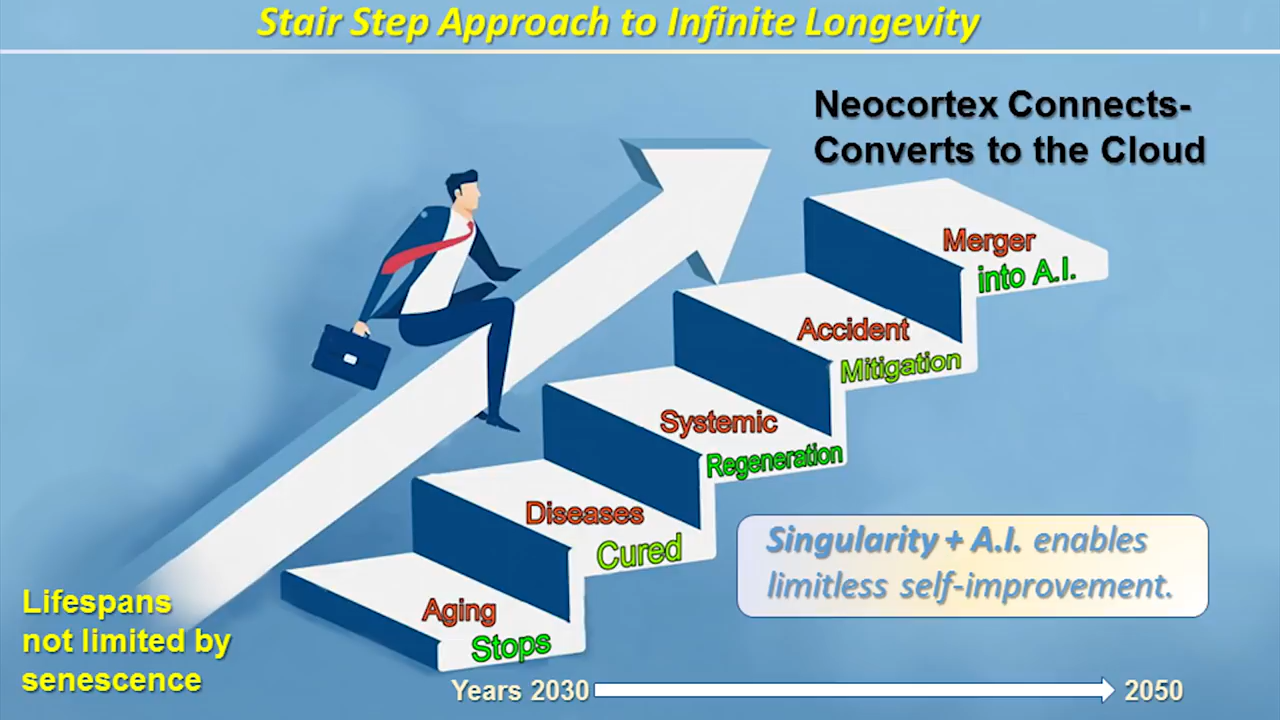 Stair Step Approach to Infinite Longevity
Neocortex Connects-
Converts to the Cloud
Merger
into A.I.
Accident
Mitigation
Systemic
Regeneration
Diseases
Cured
Aging
Stops
Singularity + A.I. enables
limitless self-improvement.
Lifespans
not limited by
senescence
Years 2030 2050